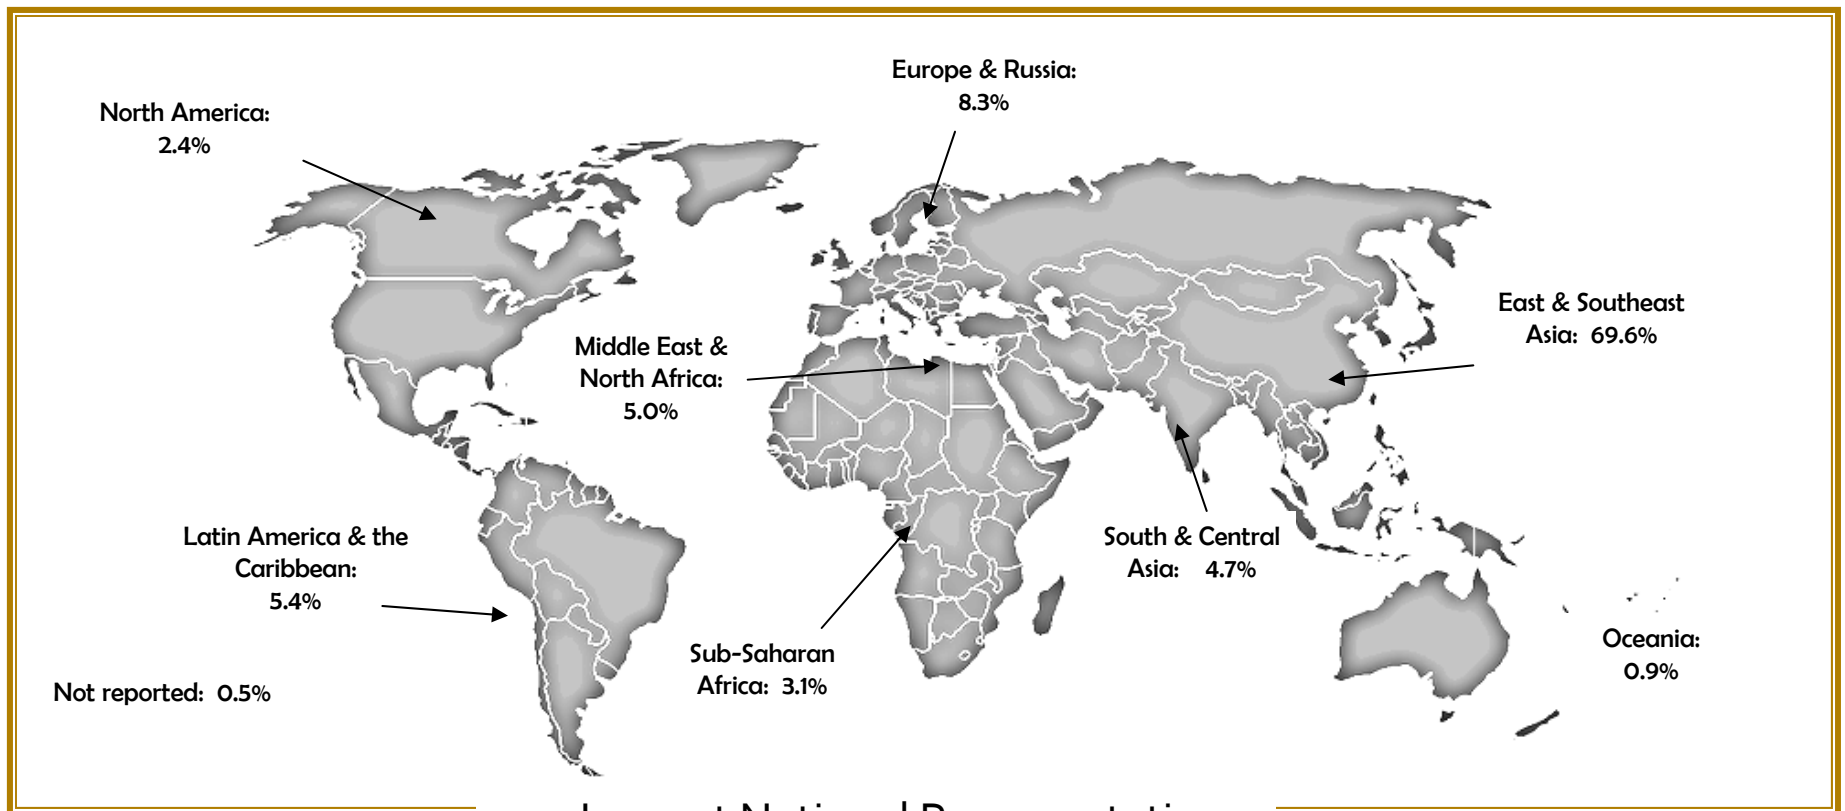 Europe & Russia:
8.3%
North America:
2.4%
East & Southeast
Asia: 69.6%
Middle East &
North Africa:
5.0%
Latin America & the
Caribbean:
5.4%
South & Central
Asia: 4.7%
Sub-Saharan
Africa: 3.1%
Oceania:
0.9%
Not reported: 0.5%